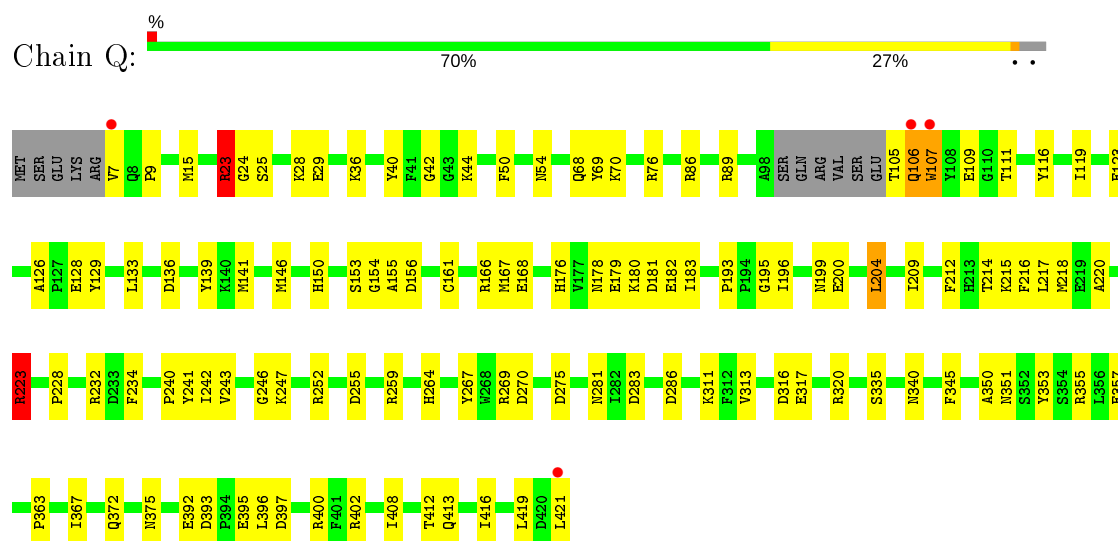 %
Chain Q:
70% 27% • •
MET SER GLU LYS ARG V7 Q8 P9 M15 R23 G24 S25 K28 E29 K36 Y40 F41 G42 G43 K44 F50 N54 Q68 Y69 K70 R76 R86 R89 A98 SER GLN ARG VAL SER GLU T105 Q106 W107 Y108 E109 G110 T111 Y116 I119 E123
A126 P127 E128 Y129 L133 D136 Y139 K140 M141 M146 H150 S153 G154 A155 D156 C161 R166 M167 E168 H176 V177 N178 E179 K180 D181 E182 I183 P193 P194 G195 I196 N199 E200 L204 I209 F212 H213 T214 K215 F216 L217 M218 E219 A220
R223 P228 R232 D233 F234 P240 Y241 I242 V243 G246 K247 R252 D255 R259 H264 Y267 W268 R269 D270 D275 N281 I282 D283 D286 K311 F312 V313 D316 E317 R320 S335 N340 F345 A350 N351 S352 Y353 S354 R355 L356 E357
P363 I367 Q372 N375 E392 D393 P394 E395 L396 D397 R400 F401 R402 I408 T412 Q413 I416 L419 D420 L421